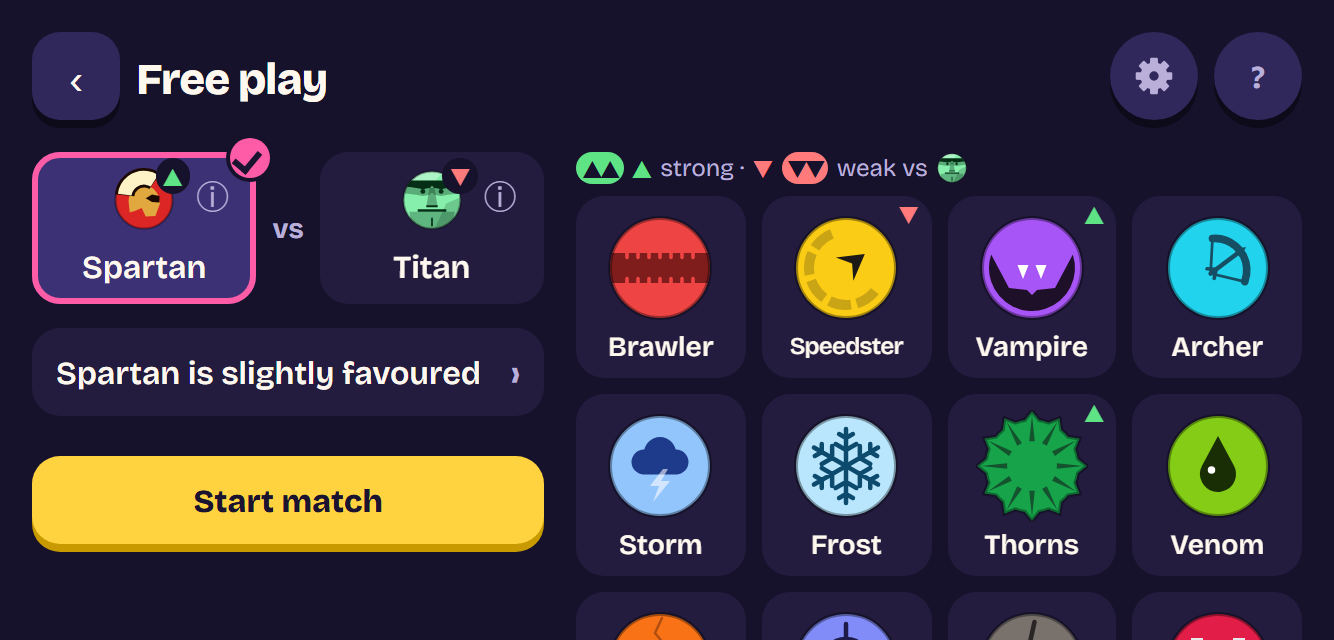 ‹ Free play
?
Spartan
vs
Titan
▲ strong · ▼ weak vs
Spartan is slightly favoured ›
Start match
Brawler
Speedster
Vampire
Archer
Storm
Frost
Thorns
Venom